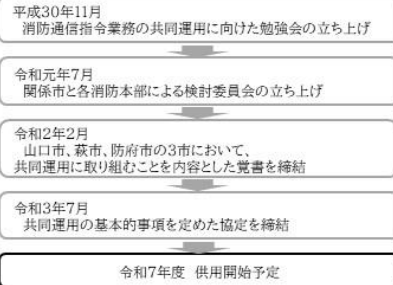 平成30年11月
消防通信指令業務の共同運用に向けた勉強会の立ち上げ
令和元年7月
関係市と各消防本部による検討委員会の立ち上げ
令和2年2月
山口市、萩市、防府市の3市において、
共同運用に取り組むことを内容とした覚書を締結
令和3年7月
共同運用の基本的事項を定めた協定を締結
令和7年度 供用開始予定